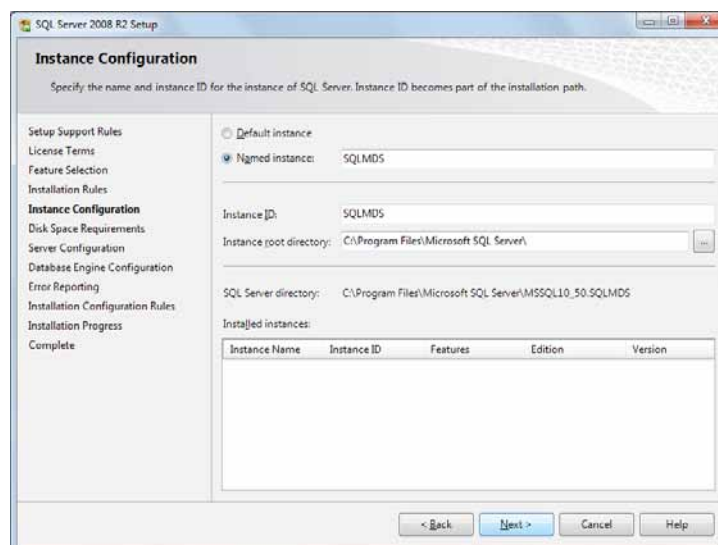 SQL Server 2008 R2 Setup
Instance Configuration
Specify the name and instance ID for the instance of SQL Server. Instance ID becomes part of the installation path.
Setup Support Rules
License Terms
Feature Selection
Installation Rules
Instance Configuration
Disk Space Requirements
Server Configuration
Database Engine Configuration
Error Reporting
Installation Configuration Rules
Installation Progress
Complete
Default instance
Named instance: SQLMDS
Instance ID: SQLMDS
Instance root directory: C:\Program Files\Microsoft SQL Server\ ...
SQL Server directory: C:\Program Files\Microsoft SQL Server\MSSQL10_50.SQLMDS
Installed instances:
Instance Name Instance ID Features Edition Version
< Back Next > Cancel Help